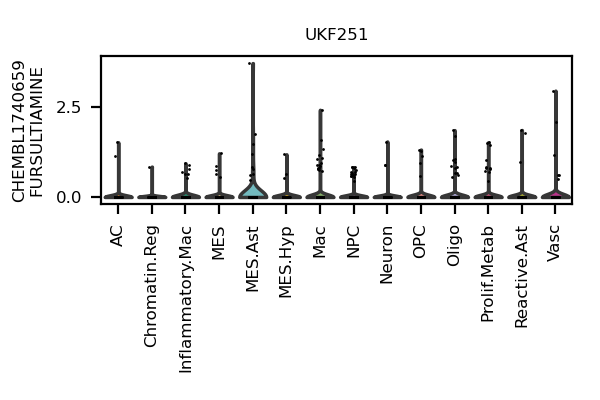 UKF251
CHEMBL1740659
FURSULTIAMINE
2.5
0.0
AC
Chromatin.Reg
Inflammatory.Mac
MES
MES.Ast
MES.Hyp
Mac
NPC
Neuron
OPC
Oligo
Prolif.Metab
Reactive.Ast
Vasc